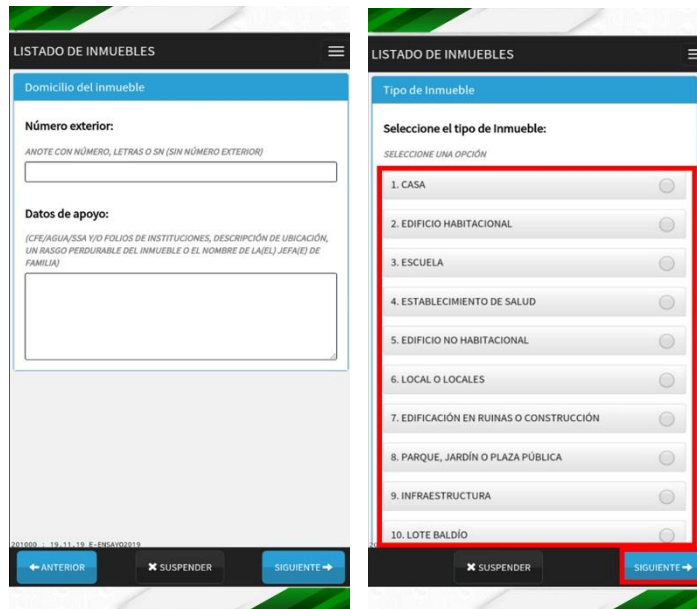 LISTADO DE INMUEBLES
Domicilio del inmueble
Número exterior:
ANOTE CON NÚMERO, LETRAS O SN (SIN NÚMERO EXTERIOR)
Datos de apoyo:
(CFE/AGUA/SSA Y/O FOLIOS DE INSTITUCIONES, DESCRIPCIÓN DE UBICACIÓN,
UN RASGO PERDURABLE DEL INMUEBLE O EL NOMBRE DE LA(EL) JEFA(E) DE
FAMILIA)
201000 : 19.11.19 E-ENSAYO2019
ANTERIOR
SUSPENDER
SIGUIENTE
LISTADO DE INMUEBLES
Tipo de Inmueble
Seleccione el tipo de Inmueble:
SELECCIONE UNA OPCIÓN
1. CASA
2. EDIFICIO HABITACIONAL
3. ESCUELA
4. ESTABLECIMIENTO DE SALUD
5. EDIFICIO NO HABITACIONAL
6. LOCAL O LOCALES
7. EDIFICACIÓN EN RUINAS O CONSTRUCCIÓN
8. PARQUE, JARDÍN O PLAZA PÚBLICA
9. INFRAESTRUCTURA
10. LOTE BALDÍO
SUSPENDER
SIGUIENTE